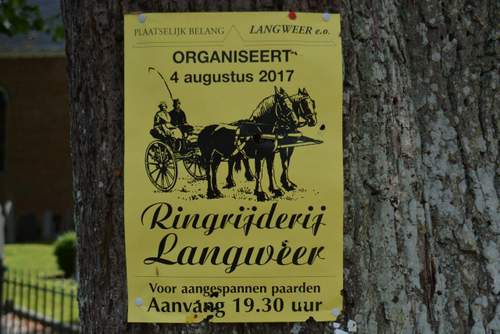 PLAATSELIJK BELANG LANGWEER e.o.
ORGANISEERT
4 augustus 2017
Ringrijderij
Langweer
Voor aangespannen paarden
Aanvang 19.30 uur